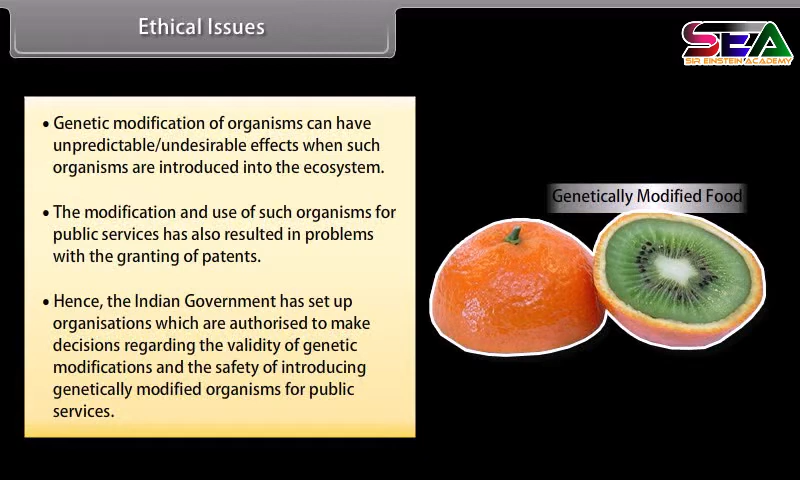 Ethical Issues
SEA
SIR EINSTEIN ACADEMY
• Genetic modification of organisms can have
unpredictable/undesirable effects when such
organisms are introduced into the ecosystem.
• The modification and use of such organisms for
public services has also resulted in problems
with the granting of patents.
• Hence, the Indian Government has set up
organisations which are authorised to make
decisions regarding the validity of genetic
modifications and the safety of introducing
genetically modified organisms for public
services.
Genetically Modified Food